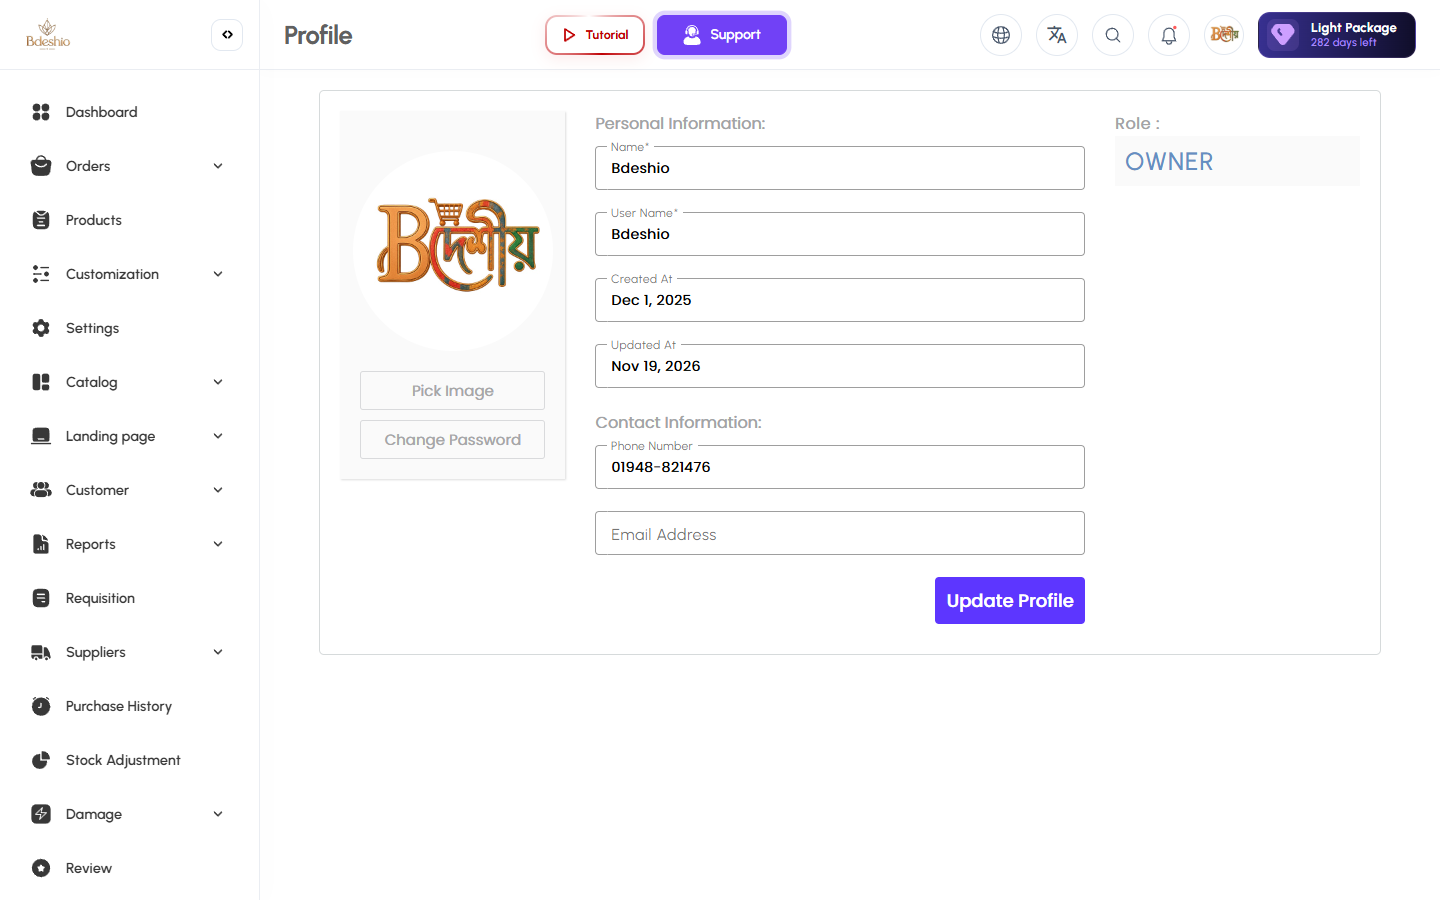 Bdeshio
Profile
Tutorial
Support
Light Package
282 days left
Dashboard
Orders
Products
Customization
Settings
Catalog
Landing page
Customer
Reports
Requisition
Suppliers
Purchase History
Stock Adjustment
Damage
Review
Bদেশীয়
Pick Image
Change Password
Personal Information:
Name*
Bdeshio
User Name*
Bdeshio
Created At
Dec 1, 2025
Updated At
Nov 19, 2026
Contact Information:
Phone Number
01948-821476
Email Address
Update Profile
Role :
OWNER